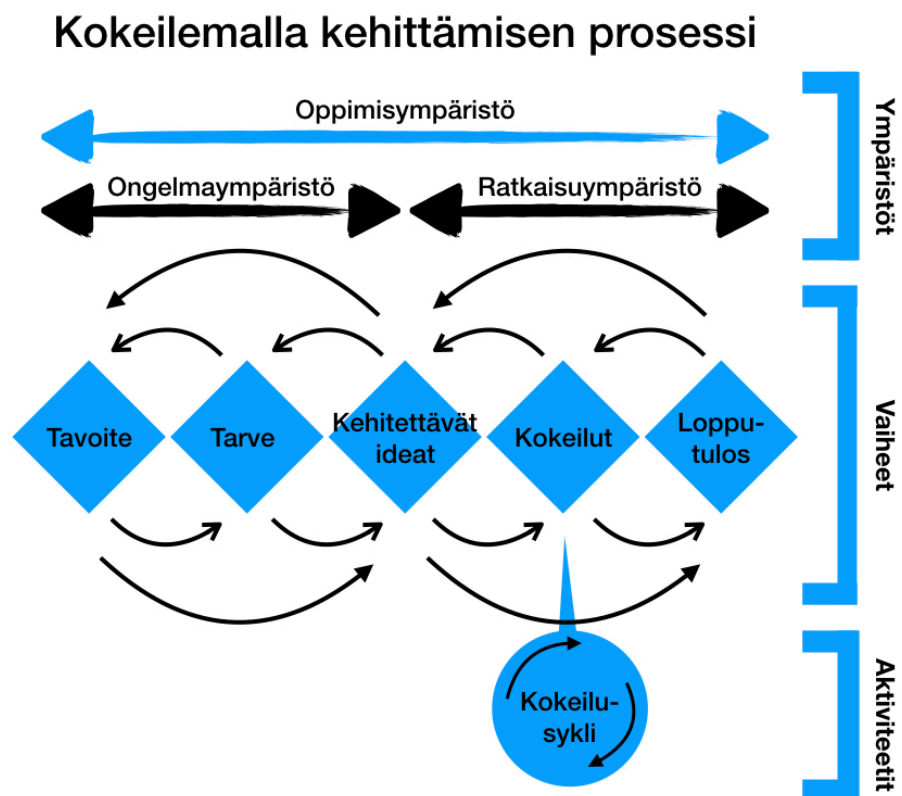 Kokeilemalla kehittämisen prosessi
Oppimisympäristö
Ongelmaympäristö
Ratkaisuympäristö
Ympäristöt
Tavoite
Tarve
Kehitettävät
ideat
Kokeilut
Loppu-
tulos
Vaiheet
Kokeilu-
sykli
Aktiviteetit